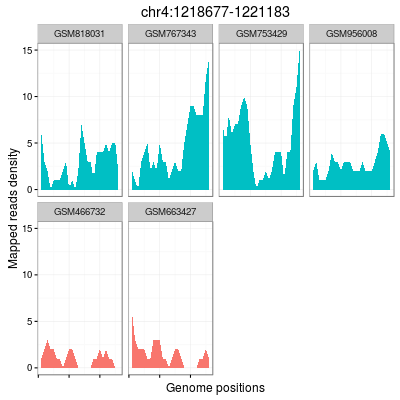 chr4:1218677-1221183
GSM818031 GSM767343 GSM753429 GSM956008
15
10
5
0
GSM466732 GSM663427
15
10
5
0
Mapped reads density
Genome positions